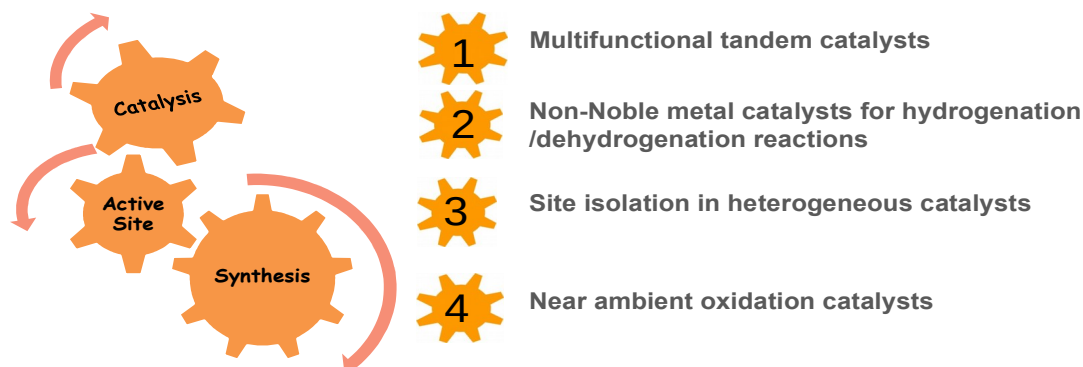 Catalysis
Active
Site
Synthesis
1
Multifunctional tandem catalysts
2
Non-Noble metal catalysts for hydrogenation
/dehydrogenation reactions
3
Site isolation in heterogeneous catalysts
4
Near ambient oxidation catalysts